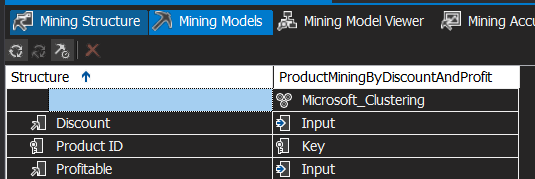 Mining Structure Mining Models Mining Model Viewer Mining Accu
Structure ProductMiningByDiscountAndProfit
Microsoft_Clustering
Discount Input
Product ID Key
Profitable Input